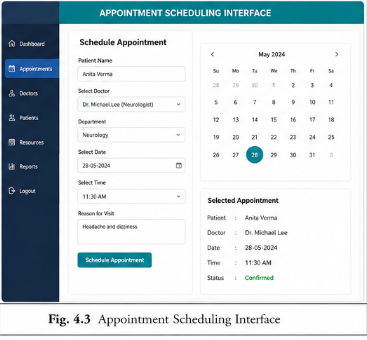 APPOINTMENT SCHEDULING INTERFACE
Dashboard
Appointments
Doctors
Patients
Resources
Reports
Logout
Schedule Appointment
Patient Name
Anita Verma
Select Doctor
Dr. Michael Lee (Neurologist)
Department
Neurology
Select Date
28-05-2024
Select Time
11:30 AM
Reason for Visit
Headache and dizziness
Schedule Appointment
< May 2024 >
Su Mo Tu We Th Fr Sa
28 29 30 1 2 3 4
5 6 7 8 9 10 11
12 13 14 15 16 17 18
19 20 21 22 23 24 25
26 27 28 29 30 31
Selected Appointment
Patient : Anita Verma
Doctor : Dr. Michael Lee
Date : 28-05-2024
Time : 11:30 AM
Status : Confirmed
Fig. 4.3 Appointment Scheduling Interface